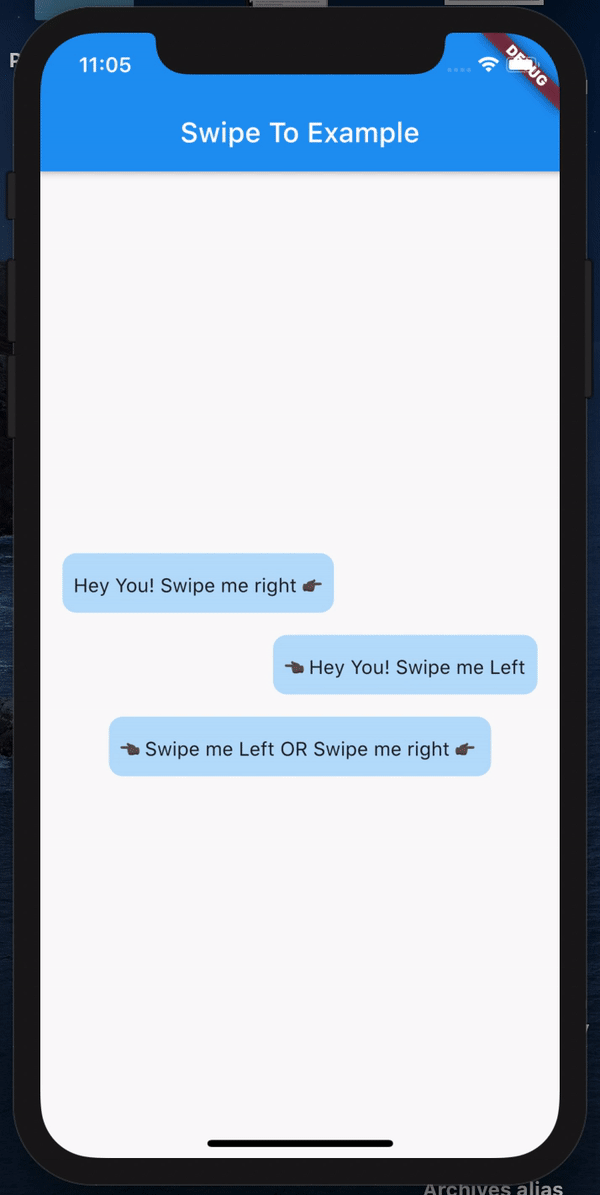 11:05
DEBUG
Swipe To Example
Hey You! Swipe me right 👉🏿
👈🏿 Hey You! Swipe me Left
👈🏿 Swipe me Left OR Swipe me right 👉🏿
Archives alias